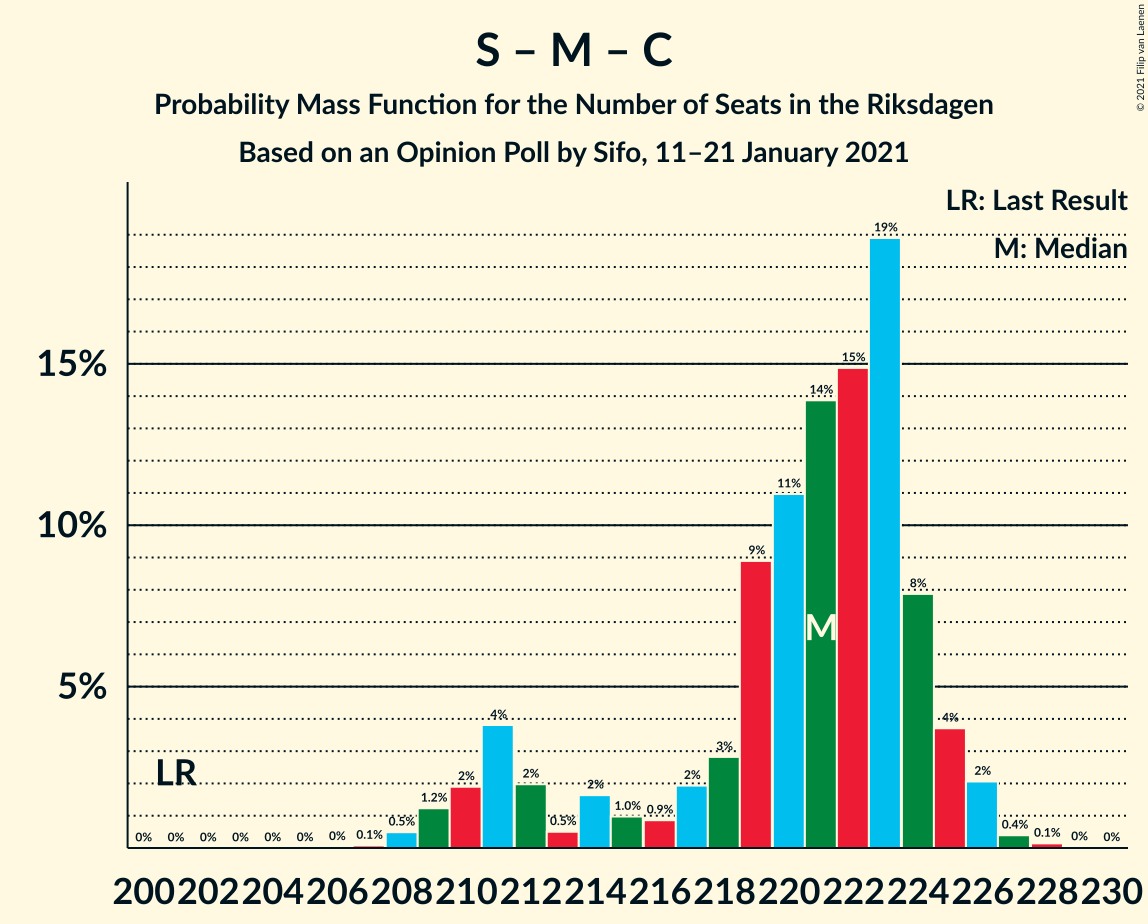 © 2021 Filip van Laenen
S – M – C
Probability Mass Function for the Number of Seats in the Riksdagen
Based on an Opinion Poll by Sifo, 11–21 January 2021
LR: Last Result
M: Median
19%
15%
15%
14%
11%
10%
9%
8%
M
5%
4%
4%
3%
LR
2%
2%
2%
2%
2%
1.2%
1.0%
0.9%
0.5%
0.5%
0.4%
0.1%
0.1%
0% 0% 0% 0% 0% 0% 0% 0% 0%
200 202 204 206 208 210 212 214 216 218 220 222 224 226 228 230